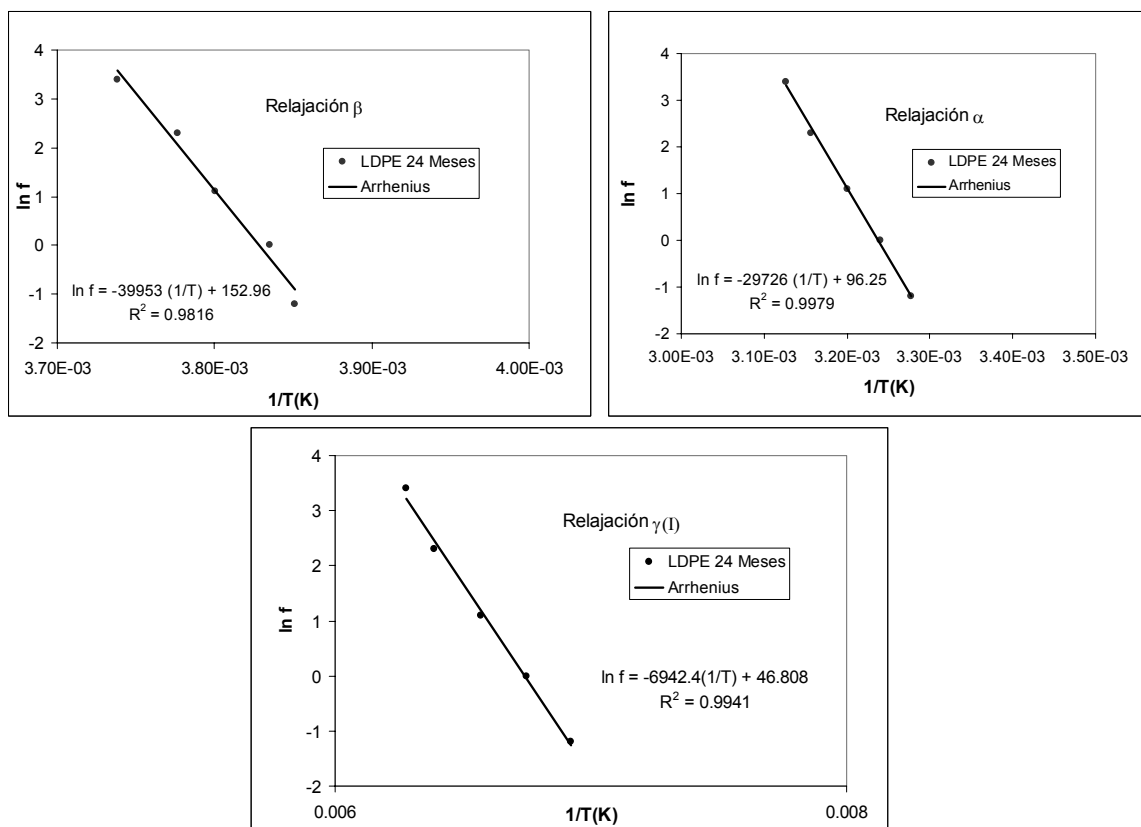 4
3
2
1
0
-1
-2
ln f
Relajación β
LDPE 24 Meses
Arrhenius
ln f = -39953 (1/T) + 152.96
R² = 0.9816
3.70E-03 3.80E-03 3.90E-03 4.00E-03
1/T(K)
4
3
2
1
0
-1
-2
ln f
Relajación α
LDPE 24 Meses
Arrhenius
ln f = -29726 (1/T) + 96.25
R² = 0.9979
3.00E-03 3.10E-03 3.20E-03 3.30E-03 3.40E-03 3.50E-03
1/T(K)
4
3
2
1
0
-1
-2
ln f
Relajación γ(I)
LDPE 24 Meses
Arrhenius
ln f = -6942.4(1/T) + 46.808
R² = 0.9941
0.006 0.008
1/T(K)